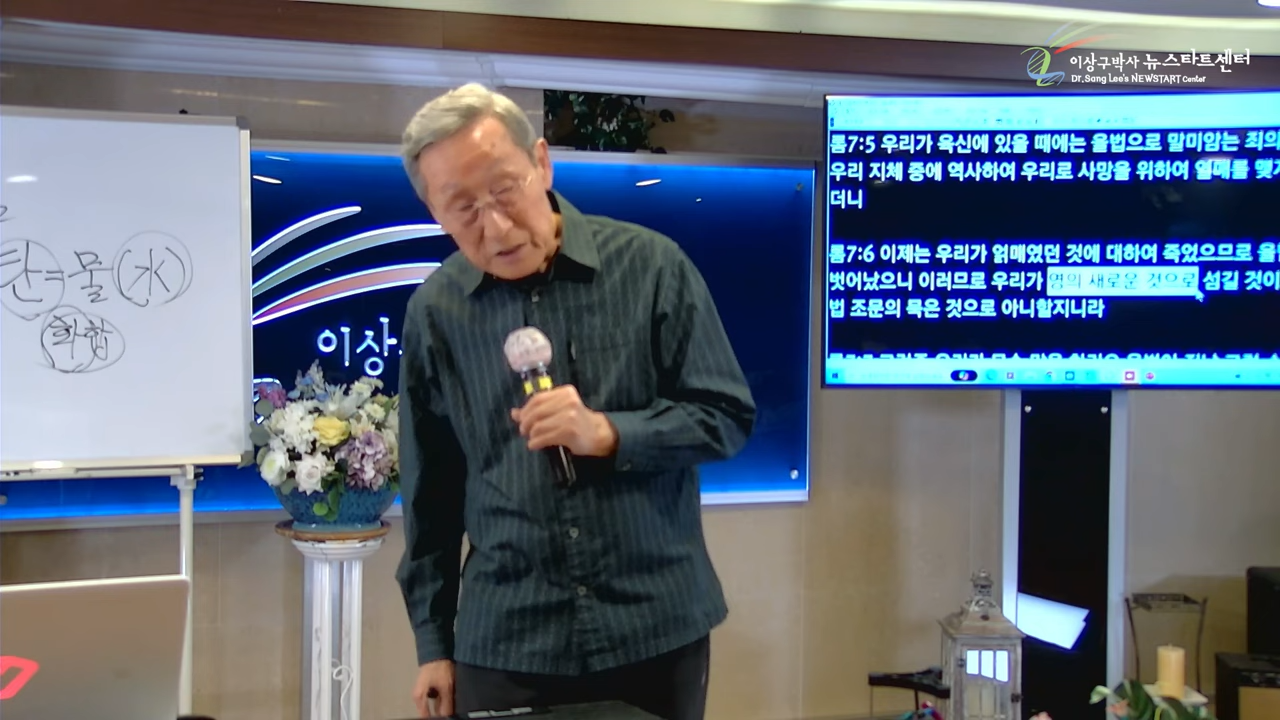 이상구박사 뉴스타트센터
Dr. Sang Lee's NEWSTART Center
탄=물(水)
화합
이상
롬7:5 우리가 육신에 있을 때에는 율법으로 말미암는 죄의
우리 지체 중에 역사하여 우리로 사망을 위하여 열매를 맺게
더니
롬7:6 이제는 우리가 얽매였던 것에 대하여 죽었으므로 율
벗어났으니 이러므로 우리가 영의 새로운 것으로 섬길 것이
법 조문의 묵은 것으로 아니할지니라